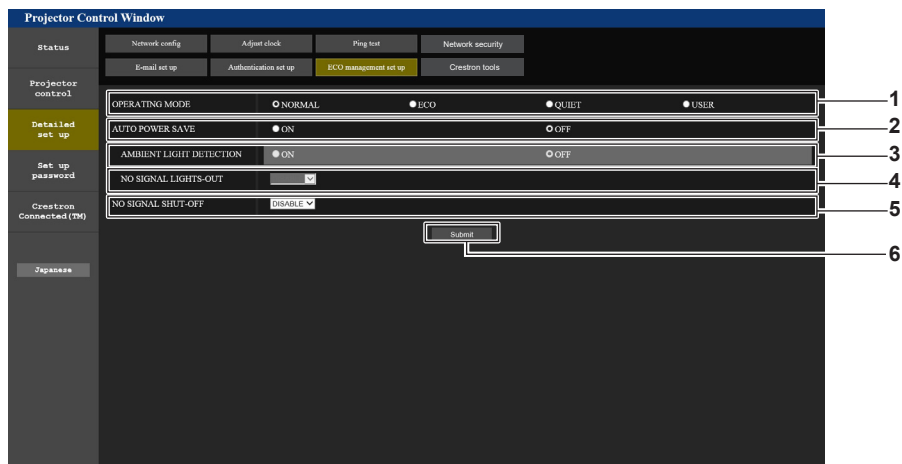 Projector Control Window
Status
Network config Adjust clock Ping test Network security
E-mail set up Authentication set up ECO management set up Crestron tools
Projector
control
Detailed
set up
Set up
password
Crestron
Connected(TM)
Japanese
OPERATING MODE NORMAL ECO QUIET USER 1
AUTO POWER SAVE ON OFF 2
AMBIENT LIGHT DETECTION ON OFF 3
NO SIGNAL LIGHTS-OUT 4
NO SIGNAL SHUT-OFF DISABLE 5
Submit 6